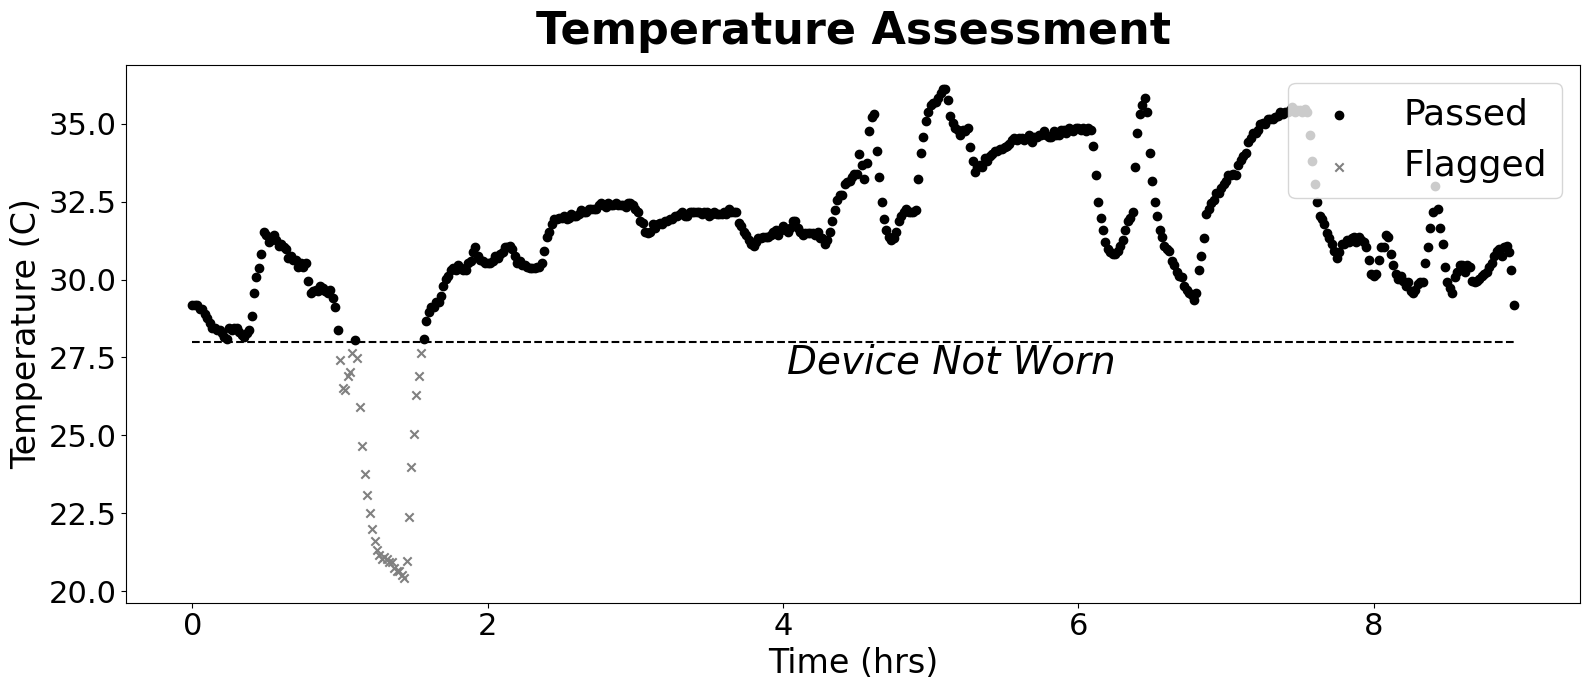 Temperature Assessment
Temperature (C)
35.0
32.5
30.0
27.5
25.0
22.5
20.0
Passed
Flagged
Device Not Worn
0 2 4 6 8
Time (hrs)